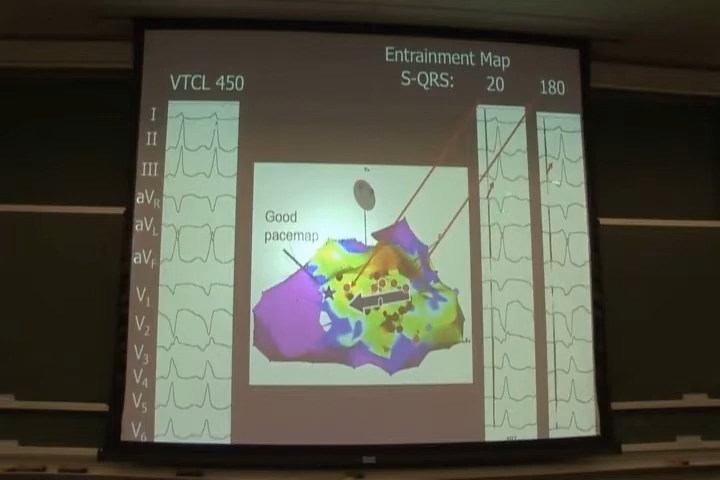 Entrainment Map
VTCL 450
S-QRS:
20
180
I
II
III
aVR
aVL
aVF
V1
V2
V3
V4
V5
V6
Good
pacemap